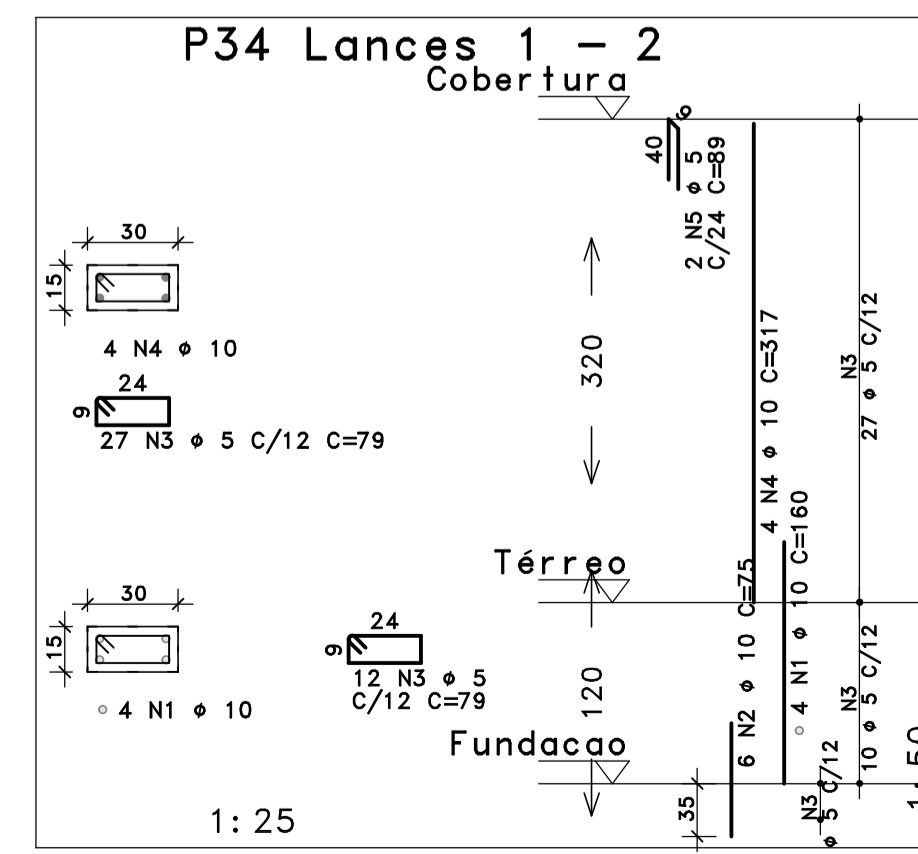 P34 Lances 1 - 2
Cobertura
40
9
2 N5 ø 5
C/24 C=89
30
15
4 N4 ø 10
24
9
27 N3 ø 5 C/12 C=79
320
4 N4 ø 10 C=317
N3
27 ø 5 C/12
Térreo
30
15
4 N1 ø 10
24
9
12 N3 ø 5
C/12 C=79
120
6 N2 ø 10 C=75
4 N1 ø 10 C=160
N3
10 ø 5 C/12
Fundacao
35
N3
ø 5 C/12
1:25